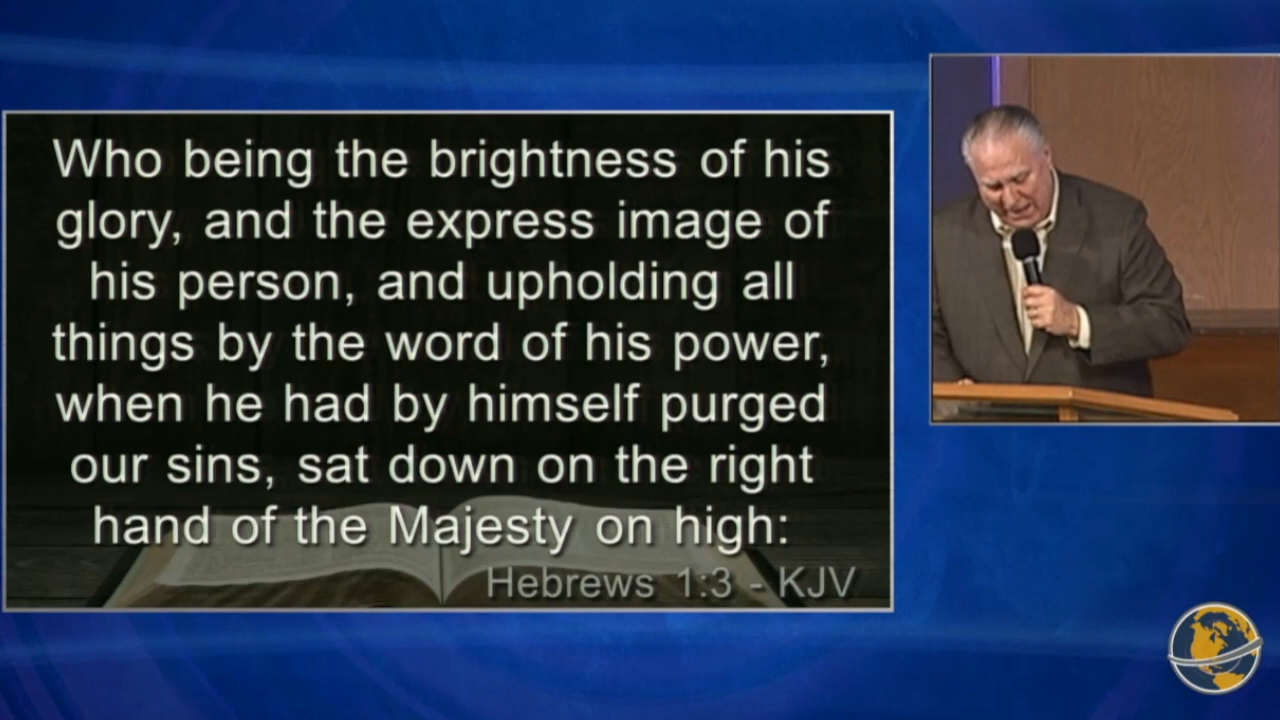 Who being the brightness of his
glory, and the express image of
his person, and upholding all
things by the word of his power,
when he had by himself purged
our sins, sat down on the right
hand of the Majesty on high:
Hebrews 1:3 - KJV